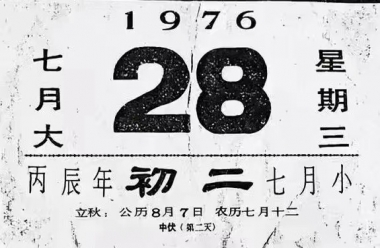 1976
七月大 28 星期三
丙辰年 初二 七月小
立秋：公历8月7日 农历七月十二
中伏（第二天）